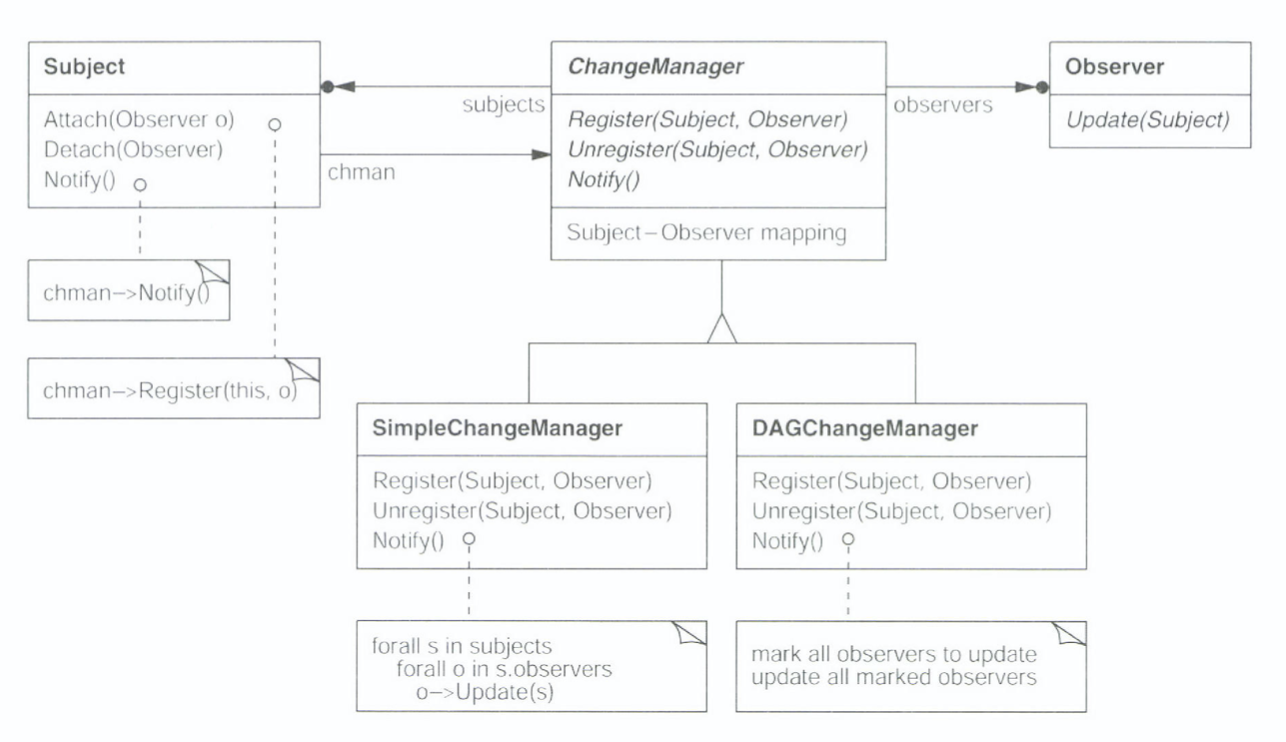 Subject
Attach(Observer o)
Detach(Observer)
Notify()
chman->Notify()
chman->Register(this, o)
subjects
chman
ChangeManager
Register(Subject, Observer)
Unregister(Subject, Observer)
Notify()
Subject–Observer mapping
observers
Observer
Update(Subject)
SimpleChangeManager
Register(Subject, Observer)
Unregister(Subject, Observer)
Notify()
forall s in subjects
forall o in s.observers
o->Update(s)
DAGChangeManager
Register(Subject, Observer)
Unregister(Subject, Observer)
Notify()
mark all observers to update
update all marked observers